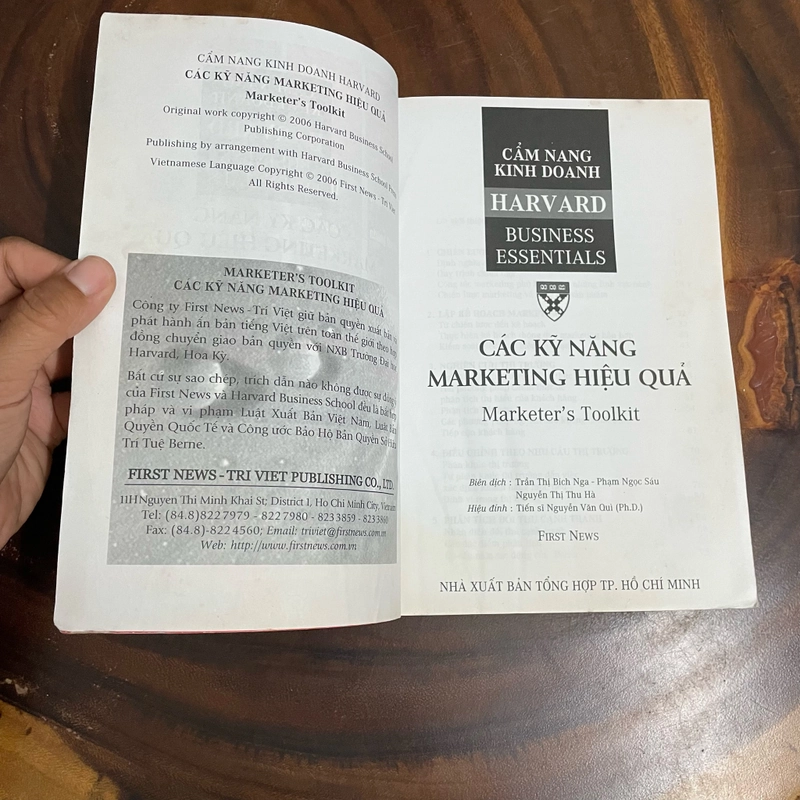 CẨM NANG KINH DOANH HARVARD
CÁC KỸ NĂNG MARKETING HIỆU QUẢ
Marketer's Toolkit
Original work copyright © 2006 Harvard Business School
Publishing Corporation
Publishing by arrangement with Harvard Business School Press
Vietnamese Language Copyright © 2006 First News - Tri Viet
All Rights Reserved.
MARKETER'S TOOLKIT
CÁC KỸ NĂNG MARKETING HIỆU QUẢ
Công ty First News - Trí Việt giữ bản quyền xuất bản và
phát hành ấn bản tiếng Việt trên toàn thế giới theo hợp
đồng chuyển giao bản quyền với NXB Trường Đại học
Harvard, Hoa Kỳ.
Bất cứ sự sao chép, trích dẫn nào không được sự đồng ý
của First News và Harvard Business School đều là bất hợp
pháp và vi phạm Luật Xuất Bản Việt Nam, Luật Bản
Quyền Quốc Tế và Công ước Bảo Hộ Bản Quyền Sở Hữu
Trí Tuệ Berne.
FIRST NEWS - TRI VIET PUBLISHING CO., LTD.
11H Nguyen Thi Minh Khai St; District 1, Ho Chi Minh City, Vietnam
Tel: (84.8)8227979 - 8227980 - 8233859 - 8233860
Fax: (84.8)-8224560; Email: triviet@firstnews.com.vn
Web: http://www.firstnews.com.vn
CẨM NANG
KINH DOANH
HARVARD
BUSINESS
ESSENTIALS
CÁC KỸ NĂNG
MARKETING HIỆU QUẢ
Marketer's Toolkit
Biên dịch : Trần Thị Bích Nga - Phạm Ngọc Sáu
Nguyễn Thị Thu Hà
Hiệu đính : Tiến sĩ Nguyễn Văn Quì (Ph.D.)
FIRST NEWS
NHÀ XUẤT BẢN TỔNG HỢP TP. HỒ CHÍ MINH